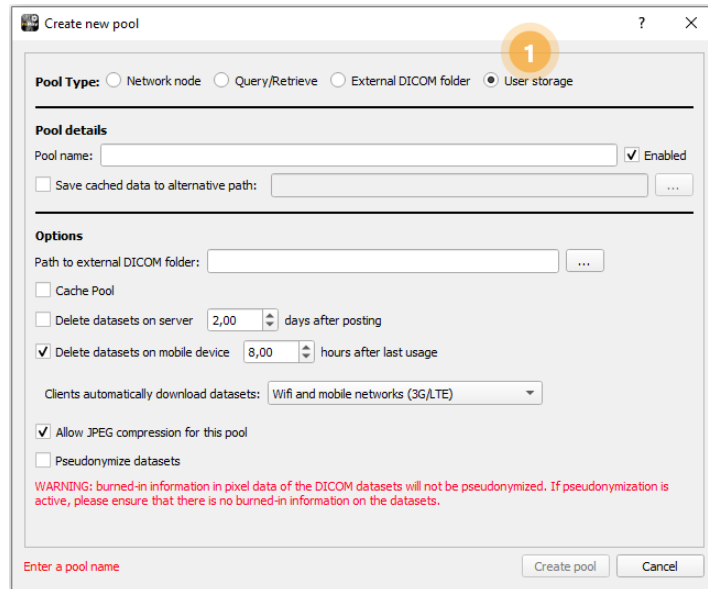 Create new pool
1
Pool Type: Network node Query/Retrieve External DICOM folder User storage
Pool details
Pool name: Enabled
Save cached data to alternative path: ...
Options
Path to external DICOM folder: ...
Cache Pool
Delete datasets on server 2,00 days after posting
Delete datasets on mobile device 8,00 hours after last usage
Clients automatically download datasets: Wifi and mobile networks (3G/LTE)
Allow JPEG compression for this pool
Pseudonymize datasets
WARNING: burned-in information in pixel data of the DICOM datasets will not be pseudonymized. If pseudonymization is
active, please ensure that there is no burned-in information on the datasets.
Enter a pool name Create pool Cancel